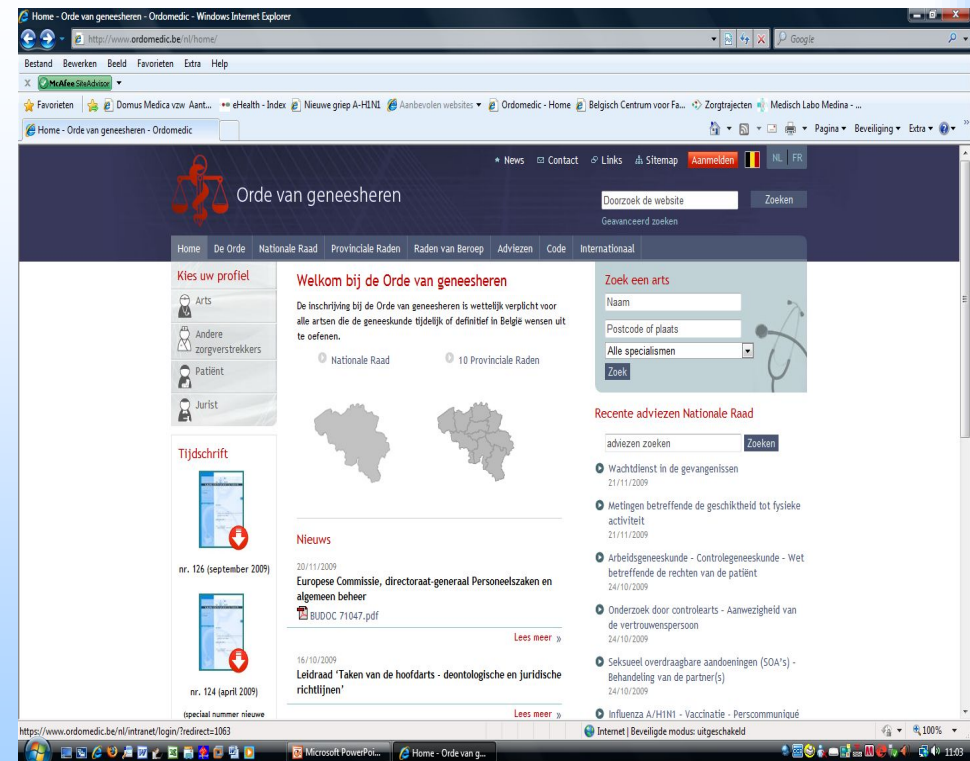 Home - Orde van geneesheren - Ordomedic - Windows Internet Explorer
http://www.ordomedic.be/nl/home/
Google
Bestand Bewerken Beeld Favorieten Extra Help
X McAfee SiteAdvisor
Favorieten Domus Medica vzw Aant... eHealth - Index Nieuwe griep A-H1N1 Aanbevolen websites Ordomedic - Home Belgisch Centrum voor Fa... Zorgtrajecten Medisch Labo Medina - ...
Home - Orde van geneesheren - Ordomedic
Pagina Beveiliging Extra
News Contact Links Sitemap Aanmelden NL FR
Orde van geneesheren
Doorzoek de website Zoeken
Geavanceerd zoeken
Home De Orde Nationale Raad Provinciale Raden Raden van Beroep Adviezen Code Internationaal
Kies uw profiel
Arts
Andere
zorgverstrekkers
Patiënt
Jurist
Tijdschrift
nr. 126 (september 2009)
nr. 124 (april 2009)
(speciaal nummer nieuwe
Welkom bij de Orde van geneesheren
De inschrijving bij de Orde van geneesheren is wettelijk verplicht voor
alle artsen die de geneeskunde tijdelijk of definitief in België wensen uit
te oefenen.
Nationale Raad 10 Provinciale Raden
Nieuws
20/11/2009
Europese Commissie, directoraat-generaal Personeelszaken en
algemeen beheer
BUDOC 71047.pdf
Lees meer »
16/10/2009
Leidraad ‘Taken van de hoofdarts - deontologische en juridische
richtlijnen’
Lees meer »
Zoek een arts
Naam
Postcode of plaats
Alle specialismen
Zoek
Recente adviezen Nationale Raad
adviezen zoeken Zoeken
Wachtdienst in de gevangenissen
21/11/2009
Metingen betreffende de geschiktheid tot fysieke
activiteit
21/11/2009
Arbeidsgeneeskunde - Controlegeneeskunde - Wet
betreffende de rechten van de patiënt
24/10/2009
Onderzoek door controlearts - Aanwezigheid van
de vertrouwenspersoon
24/10/2009
Seksueel overdraagbare aandoeningen (SOA's) -
Behandeling van de partner(s)
24/10/2009
Influenza A/H1N1 - Vaccinatie - Perscommuniqué
https://www.ordomedic.be/nl/intranet/login/?redirect=1063
Internet | Beveiligde modus: uitgeschakeld
100%
Microsoft PowerPoi... Home - Orde van g... 11:03